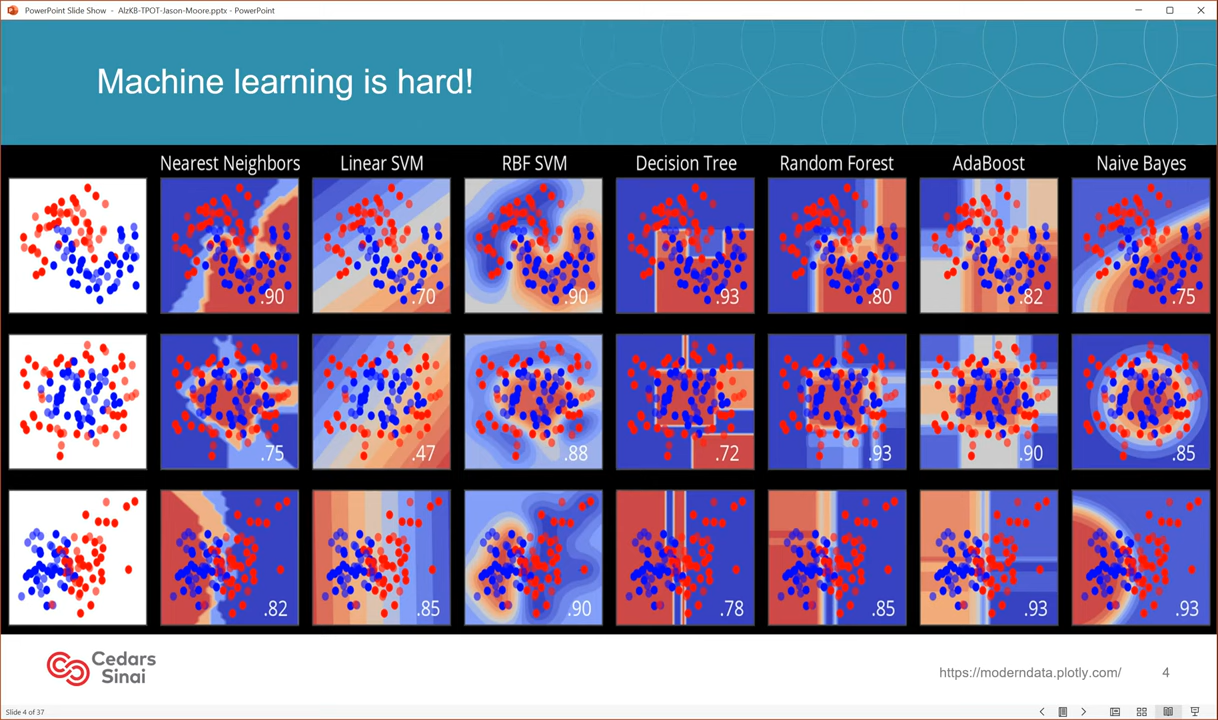 PowerPoint Slide Show - AlzKB-TPOT-Jason-Moore.pptx - PowerPoint
Machine learning is hard!
Nearest Neighbors Linear SVM RBF SVM Decision Tree Random Forest AdaBoost Naive Bayes
.90 .70 .90 .93 .80 .82 .75
.75 .47 .88 .72 .93 .90 .85
.82 .85 .90 .78 .85 .93 .93
Cedars
Sinai
https://moderndata.plotly.com/ 4
Slide 4 of 37